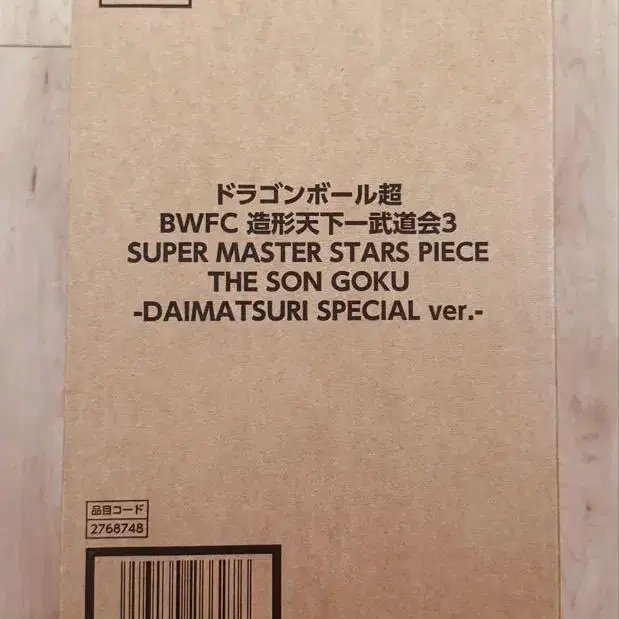 ドラゴンボール超
BWFC 造形天下一武道会3
SUPER MASTER STARS PIECE
THE SON GOKU
-DAIMATSURI SPECIAL ver.-
品目コード
2768748